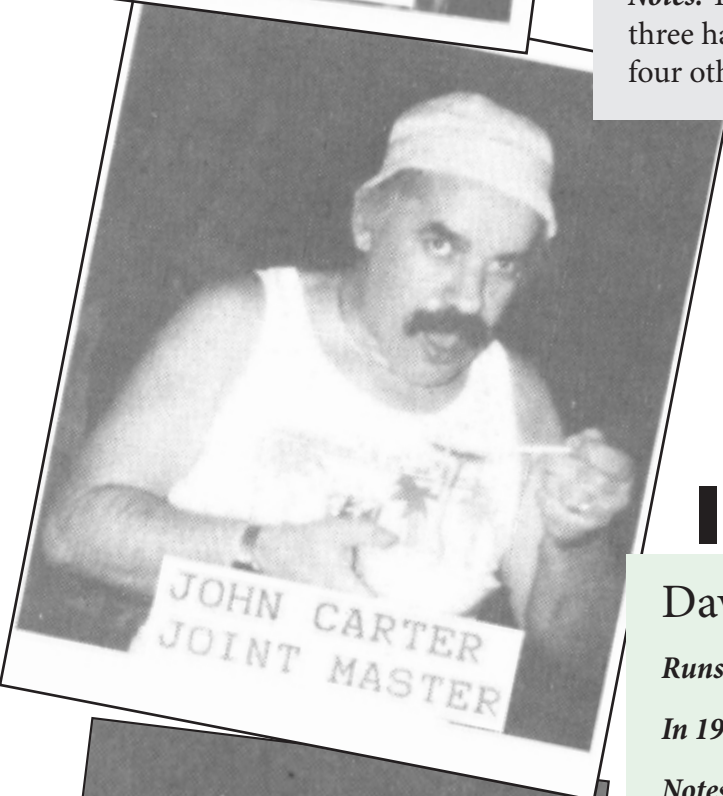 Notes:
three ha
four oth
JOHN CARTER
JOINT MASTER
Dav
Runs
In 19
Notes